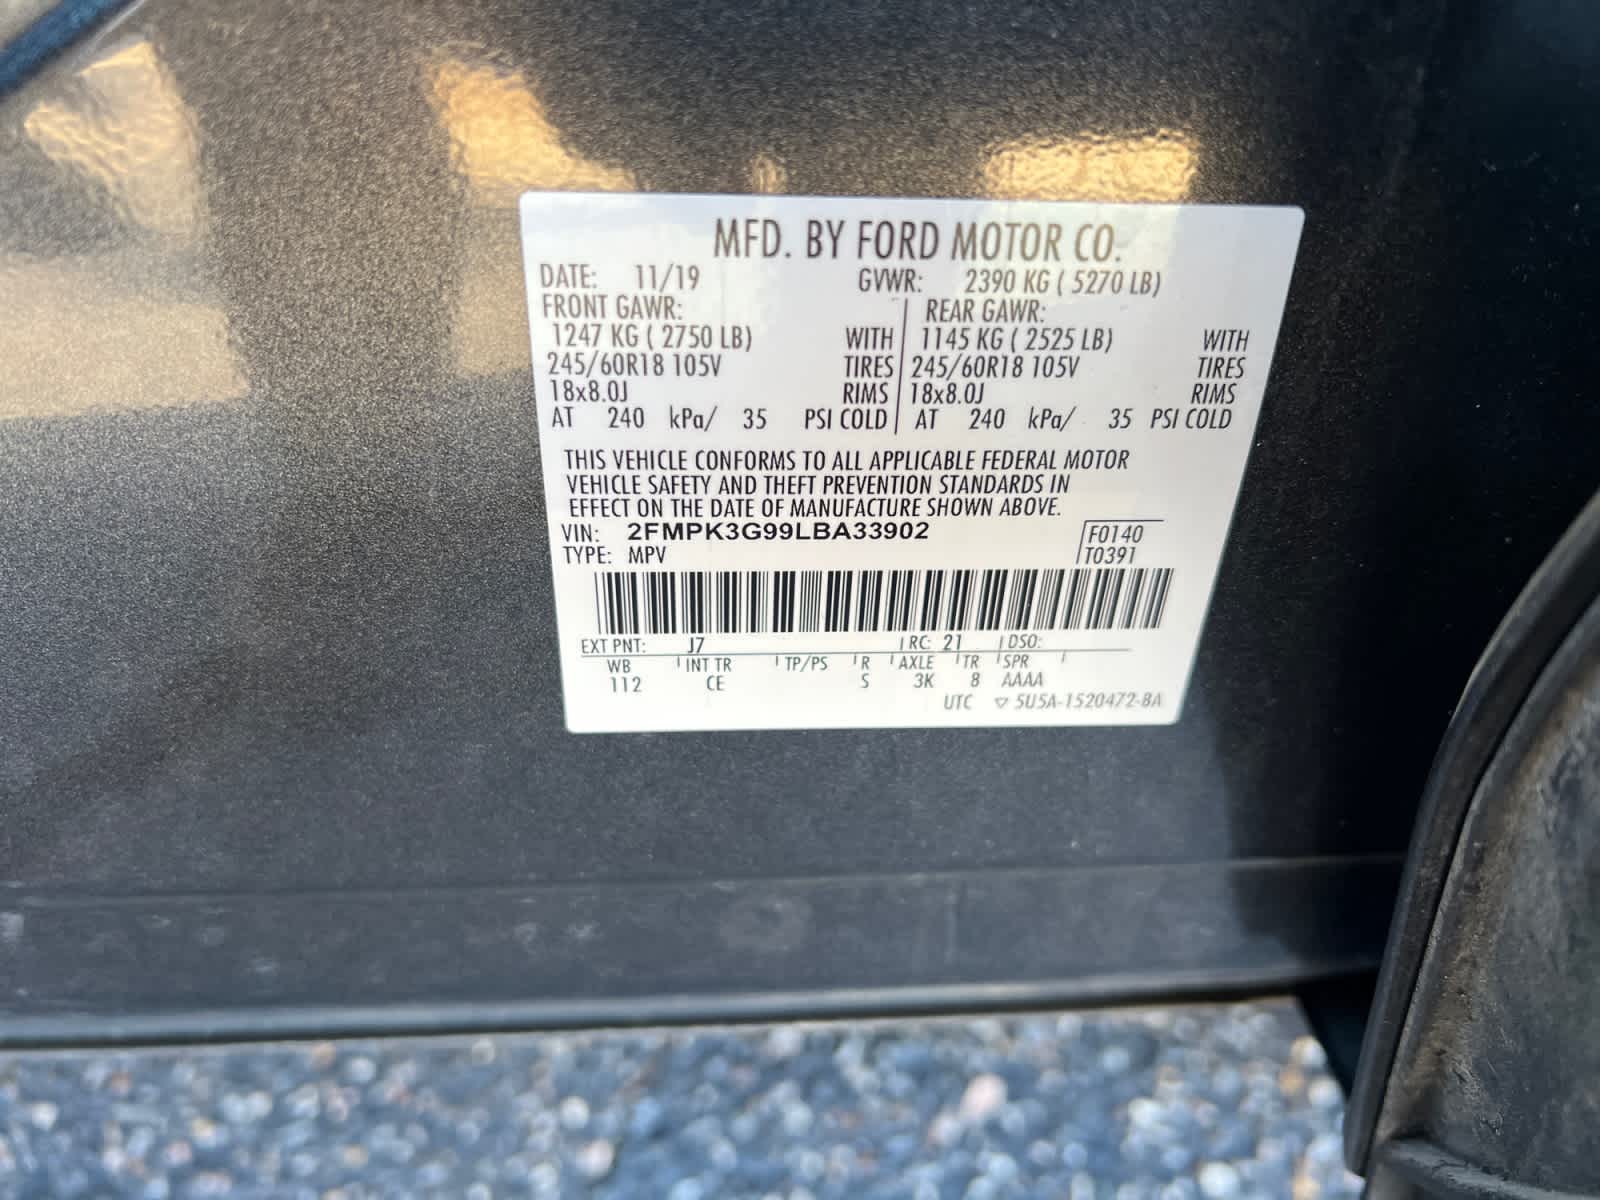 MFD. BY FORD MOTOR CO.
DATE: 11/19 GVWR: 2390 KG ( 5270 LB)
FRONT GAWR: REAR GAWR:
1247 KG ( 2750 LB) WITH 1145 KG ( 2525 LB) WITH
245/60R18 105V TIRES 245/60R18 105V TIRES
18x8.0J RIMS 18x8.0J RIMS
AT 240 kPa/ 35 PSI COLD AT 240 kPa/ 35 PSI COLD
THIS VEHICLE CONFORMS TO ALL APPLICABLE FEDERAL MOTOR
VEHICLE SAFETY AND THEFT PREVENTION STANDARDS IN
EFFECT ON THE DATE OF MANUFACTURE SHOWN ABOVE.
VIN: 2FMPK3G99LBA33902 F0140
TYPE: MPV T0391
EXT PNT: J7 RC: 21 DSO:
WB INT TR TP/PS R AXLE TR SPR
112 CE S 3K 8 AAAA
UTC ▽ 5U5A-1520472-BA